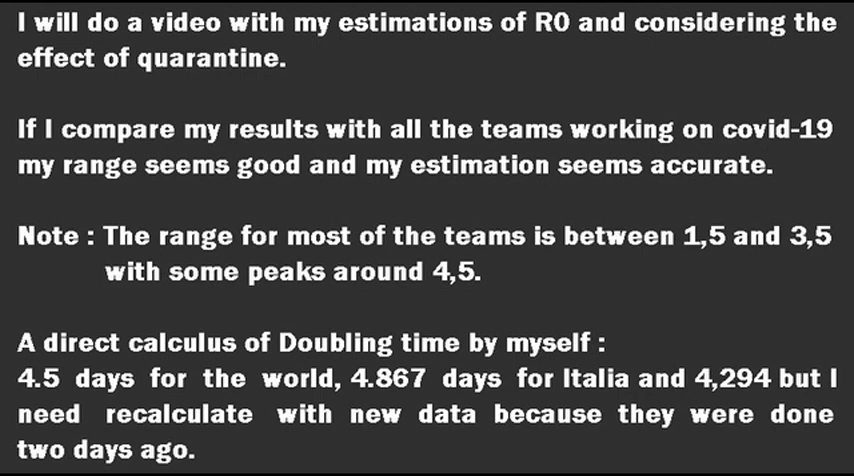 I will do a video with my estimations of R0 and considering the
effect of quarantine.
If I compare my results with all the teams working on covid-19
my range seems good and my estimation seems accurate.
Note : The range for most of the teams is between 1,5 and 3,5
with some peaks around 4,5.
A direct calculus of Doubling time by myself :
4.5 days for the world, 4.867 days for Italia and 4,294 but I
need recalculate with new data because they were done
two days ago.